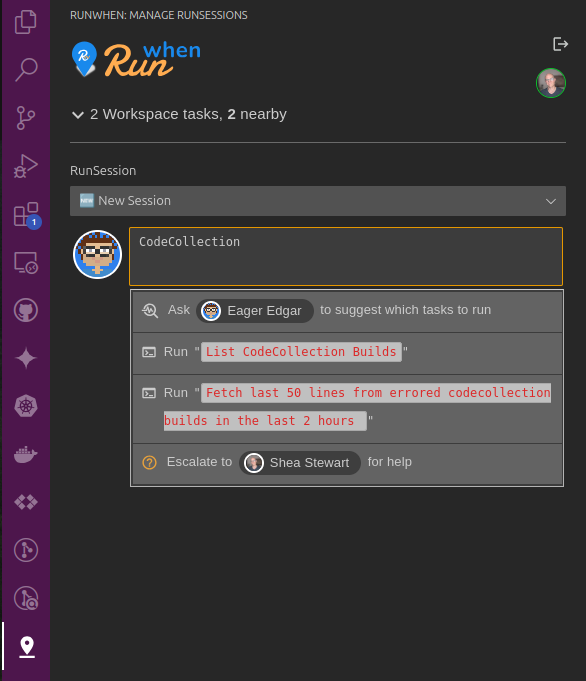 RUNWHEN: MANAGE RUNSESSIONS
Run when
2 Workspace tasks, 2 nearby
RunSession
🆕 New Session
1
CodeCollection
Ask Eager Edgar to suggest which tasks to run
Run "List CodeCollection Builds"
Run "Fetch last 50 lines from errored codecollection
builds in the last 2 hours "
Escalate to Shea Stewart for help